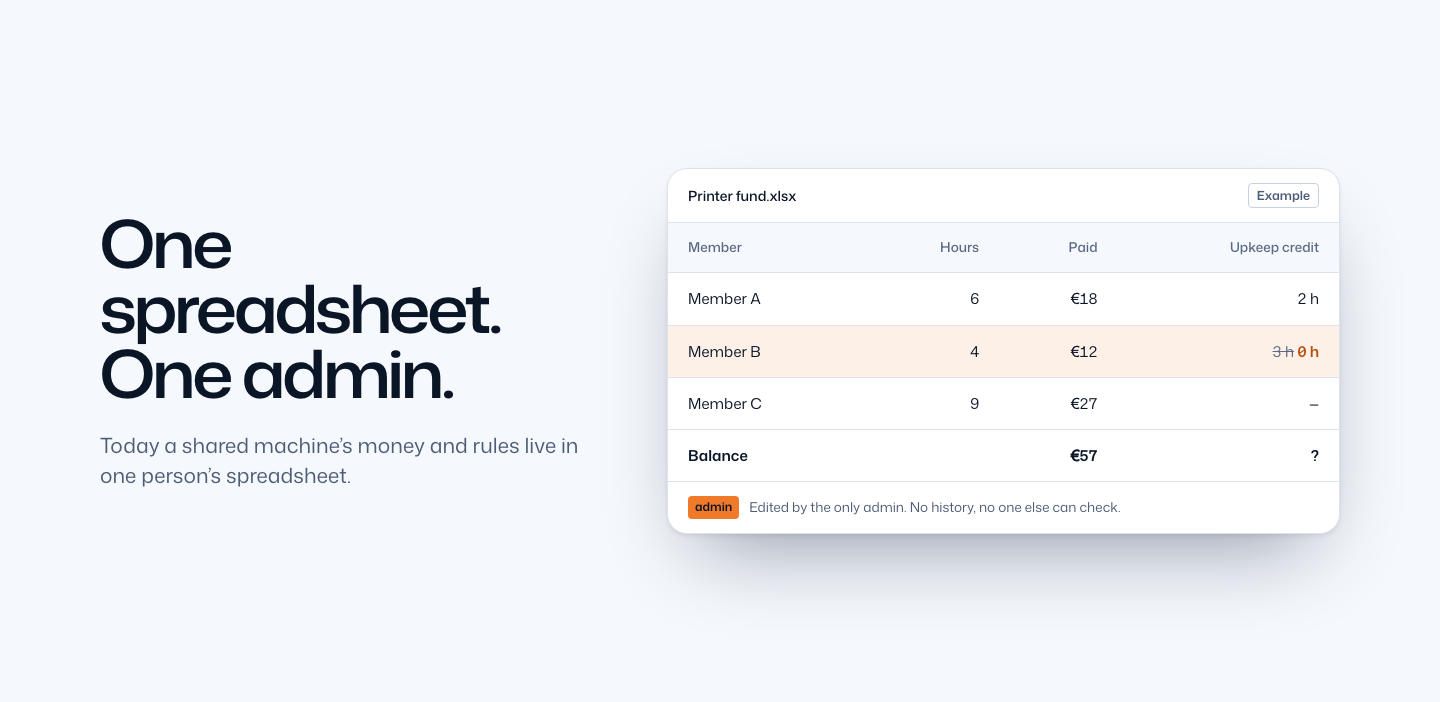 One
spreadsheet.
One admin.
Today a shared machine’s money and rules live in
one person’s spreadsheet.
Printer fund.xlsx Example
Member Hours Paid Upkeep credit
Member A 6 €18 2 h
Member B 4 €12 3 h 0 h
Member C 9 €27 –
Balance €57 ?
admin Edited by the only admin. No history, no one else can check.